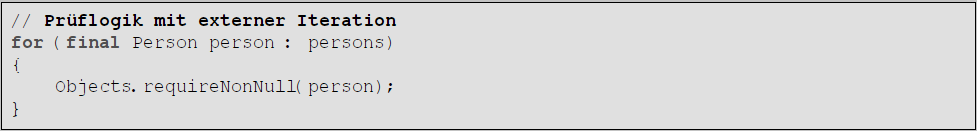 // Prüflogik mit externer Iteration
for (final Person person : persons)
{
    Objects.requireNonNull(person);
}